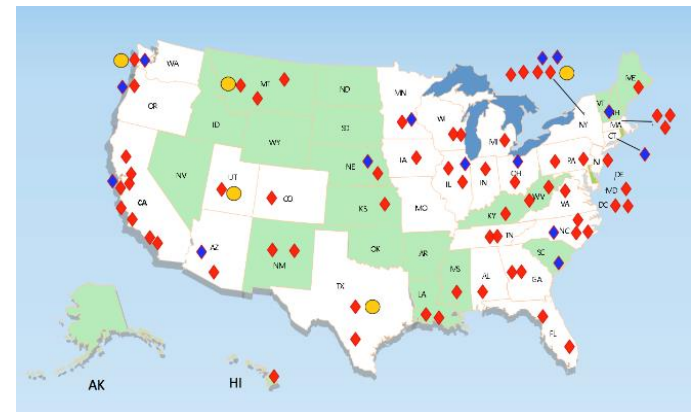 WA
MT
ND
MN
ME
VT
NH
OR
ID
SD
WI
MI
NY
MA
CT
WY
NE
IA
PA
NJ
NV
UT
CO
IL
IN
OH
DE
MD
DC
CA
KS
MO
KY
WV
VA
AZ
NM
OK
AR
TN
NC
SC
TX
LA
MS
AL
GA
FL
AK
HI